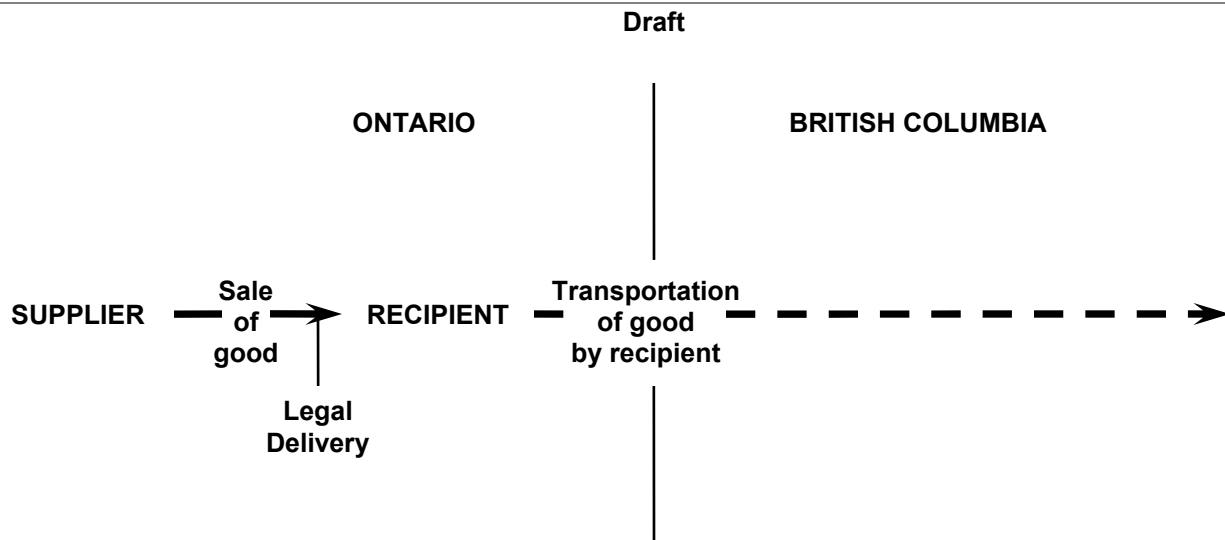 Draft
ONTARIO
BRITISH COLUMBIA
SUPPLIER
Sale
of
good
RECIPIENT
Transportation
of good
by recipient
Legal
Delivery